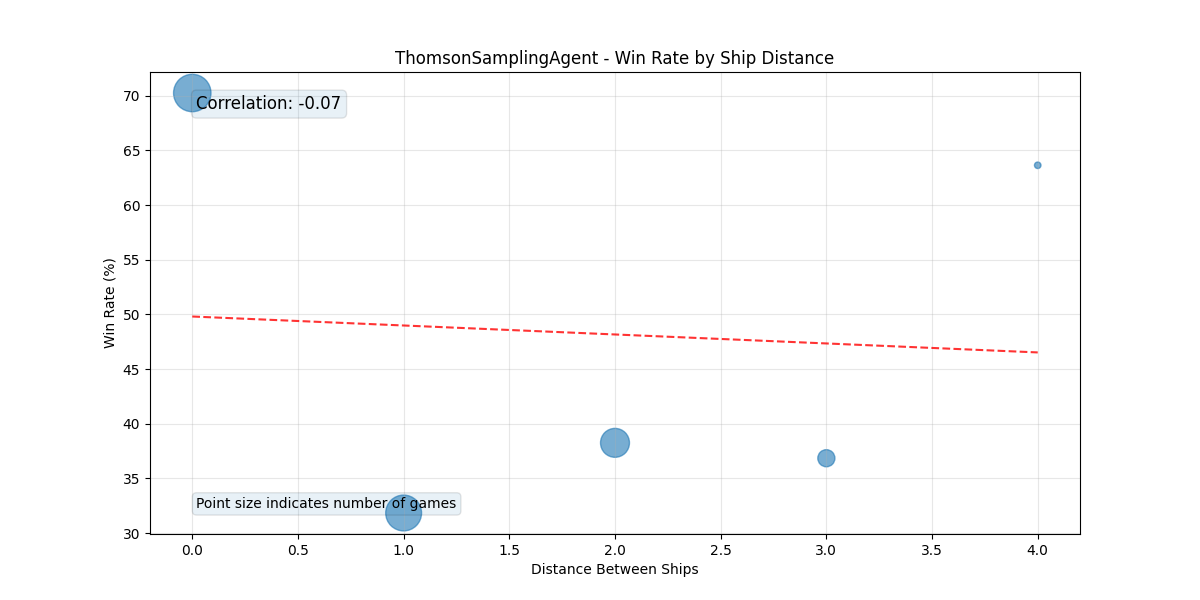 ThomsonSamplingAgent - Win Rate by Ship Distance
Correlation: -0.07
Point size indicates number of games
Win Rate (%)
70
65
60
55
50
45
40
35
30
0.0 0.5 1.0 1.5 2.0 2.5 3.0 3.5 4.0
Distance Between Ships